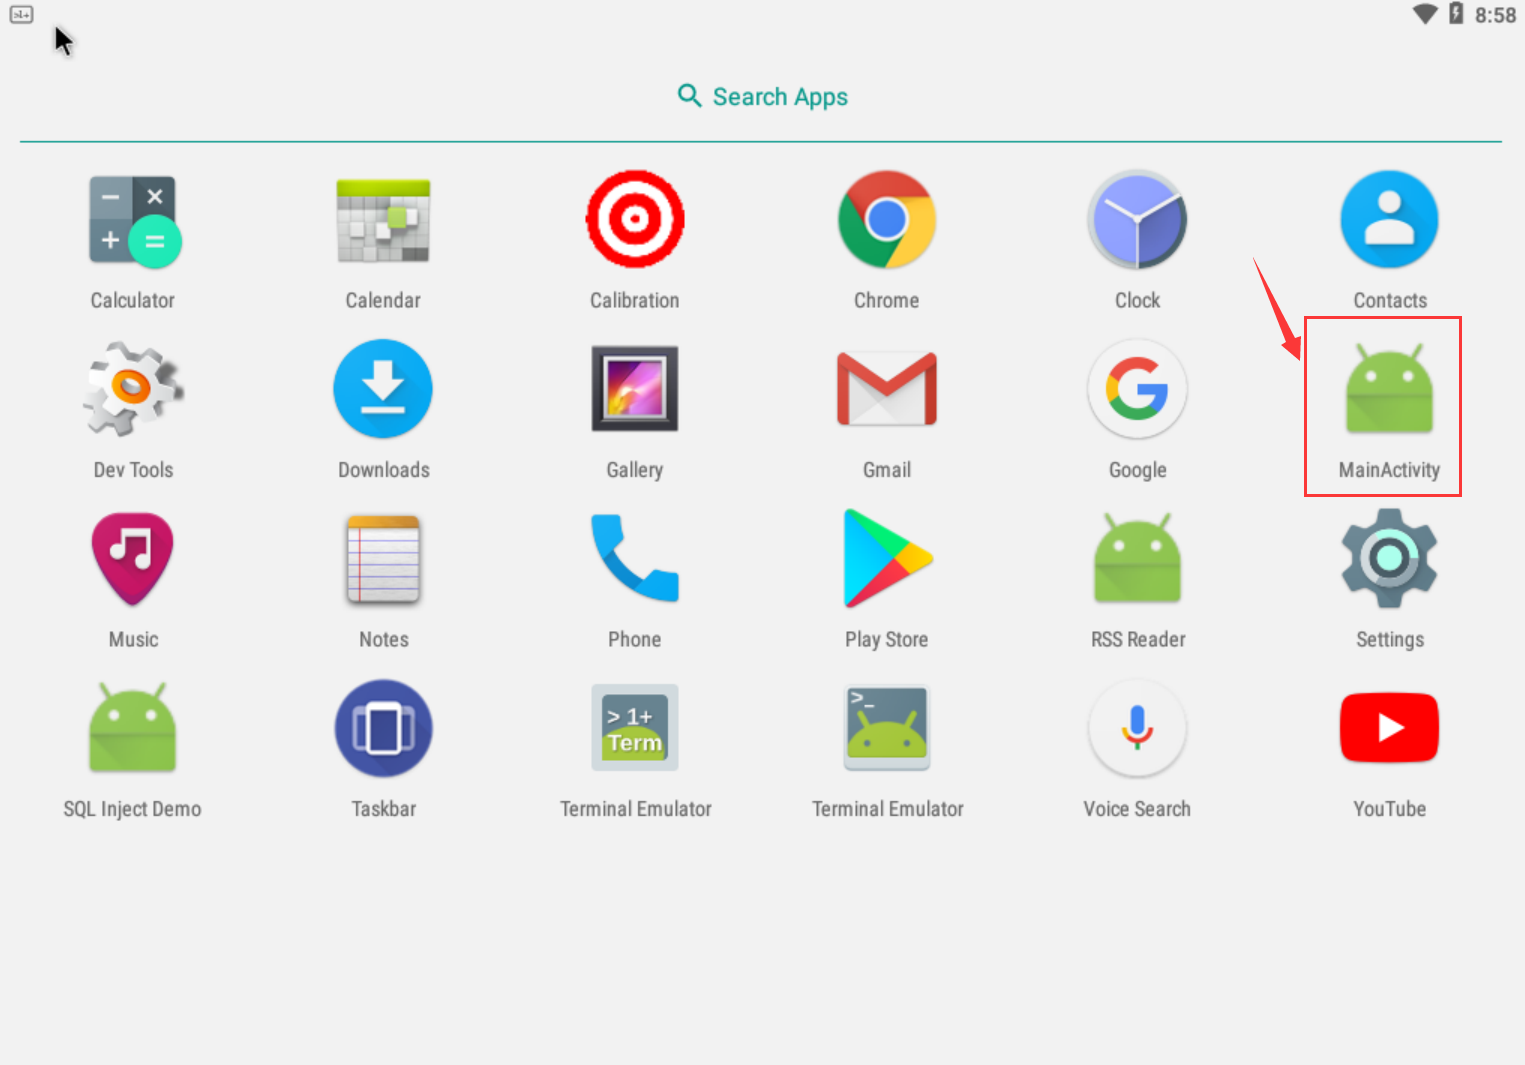 8:58
Search Apps
Calculator
Calendar
Calibration
Chrome
Clock
Contacts
Dev Tools
Downloads
Gallery
Gmail
Google
MainActivity
Music
Notes
Phone
Play Store
RSS Reader
Settings
> 1+
Term
>_
SQL Inject Demo
Taskbar
Terminal Emulator
Terminal Emulator
Voice Search
YouTube